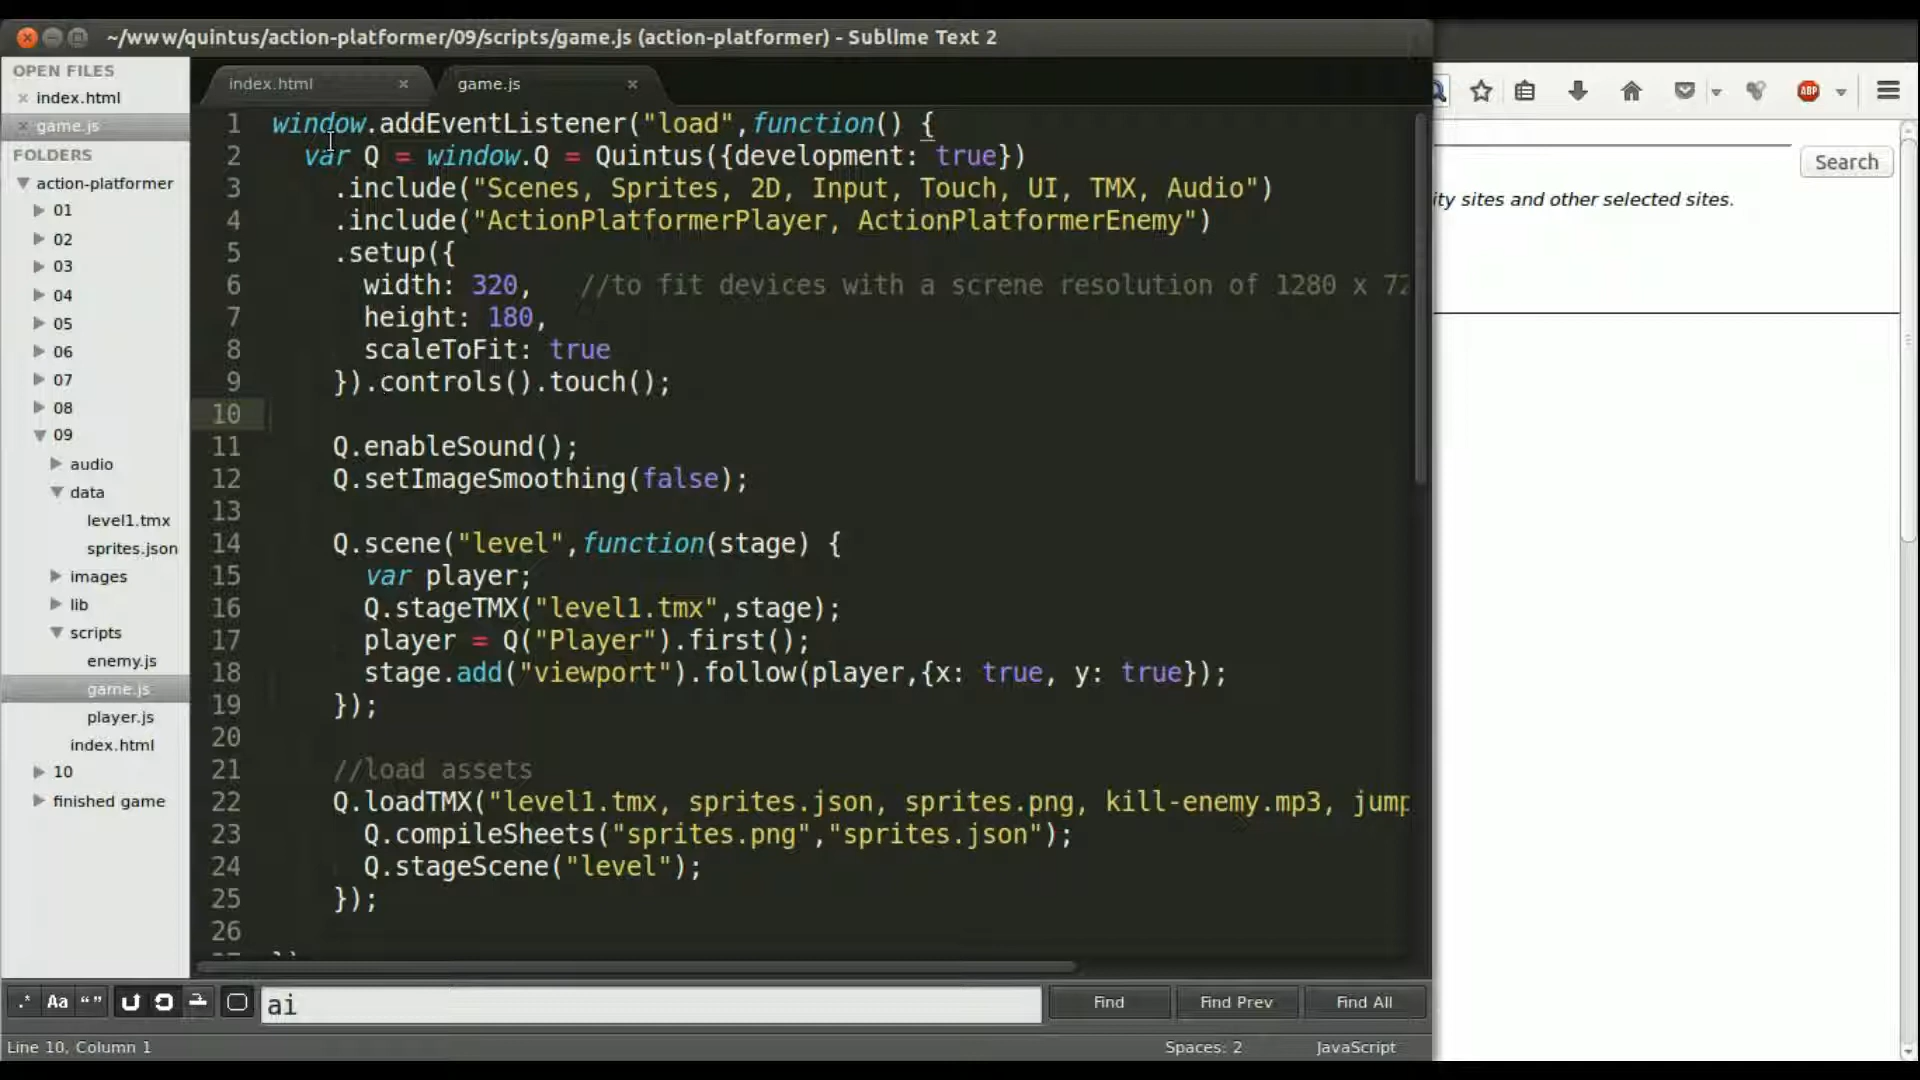 ~/www/quintus/action-platformer/09/scripts/game.js (action-platformer) - Sublime Text 2
OPEN FILES
index.html
game.js
FOLDERS
action-platformer
01
02
03
04
05
06
07
08
09
audio
data
level1.tmx
sprites.json
images
lib
scripts
enemy.js
game.js
player.js
index.html
10
finished game
index.html
game.js
1 window.addEventListener("load",function() {
2 var Q = window.Q = Quintus({development: true})
3 .include("Scenes, Sprites, 2D, Input, Touch, UI, TMX, Audio")
4 .include("ActionPlatformerPlayer, ActionPlatformerEnemy")
5 .setup({
6 width: 320, //to fit devices with a screne resolution of 1280 x 72
7 height: 180,
8 scaleToFit: true
9 }).controls().touch();
10
11 Q.enableSound();
12 Q.setImageSmoothing(false);
13
14 Q.scene("level",function(stage) {
15 var player;
16 Q.stageTMX("level1.tmx",stage);
17 player = Q("Player").first();
18 stage.add("viewport").follow(player,{x: true, y: true});
19 });
20
21 //load assets
22 Q.loadTMX("level1.tmx, sprites.json, sprites.png, kill-enemy.mp3, jump
23 Q.compileSheets("sprites.png","sprites.json");
24 Q.stageScene("level");
25 });
26
.* Aa “”
ai
Find
Find Prev
Find All
Line 10, Column 1
Spaces: 2
JavaScript
ABP
Search
ity sites and other selected sites.